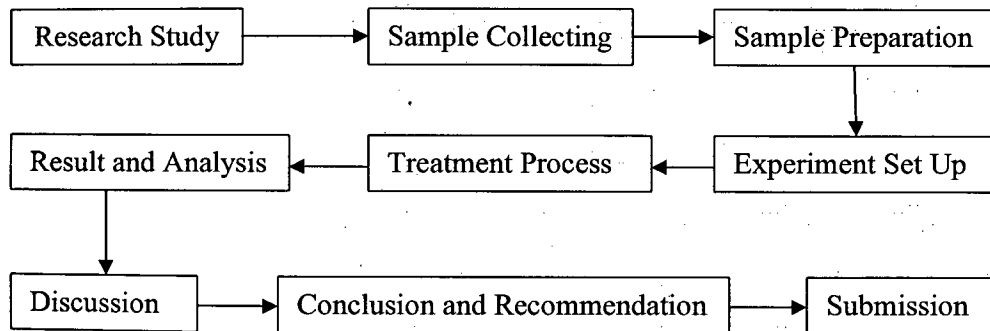 Research Study
Sample Collecting
Sample Preparation
Experiment Set Up
Treatment Process
Result and Analysis
Discussion
Conclusion and Recommendation
Submission